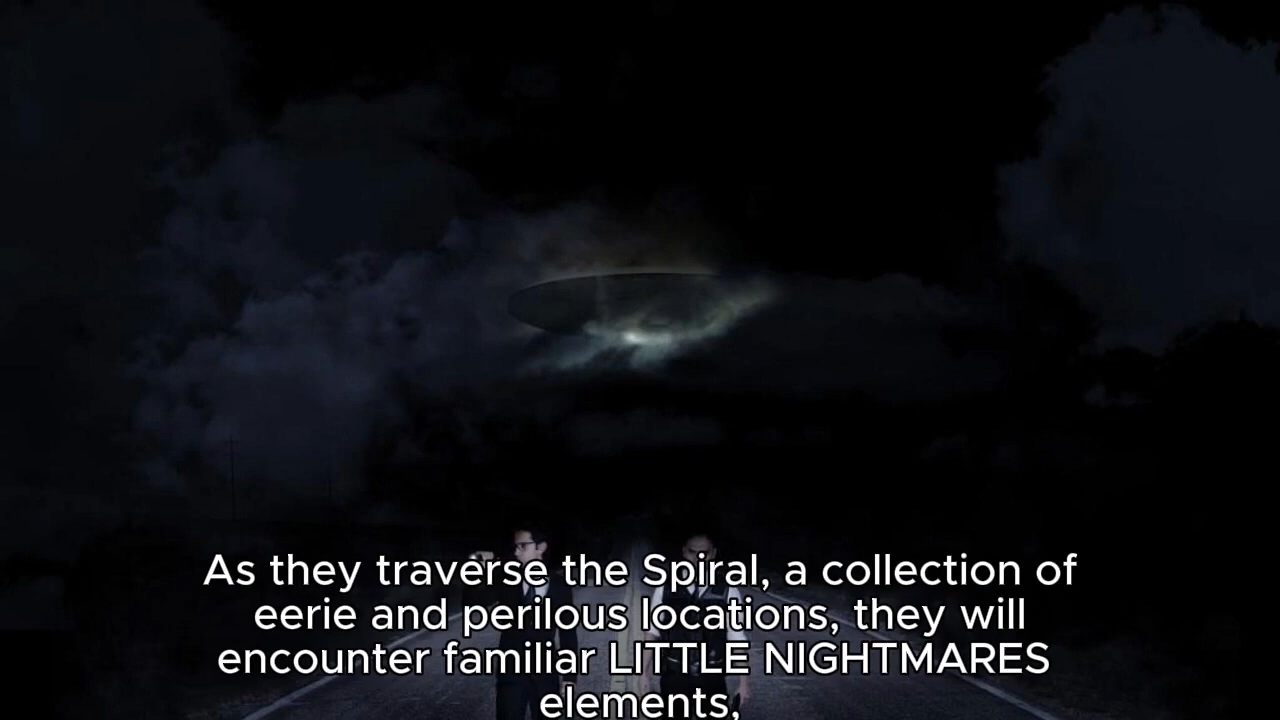 As they traverse the Spiral, a collection of
eerie and perilous locations, they will
encounter familiar LITTLE NIGHTMARES
elements,